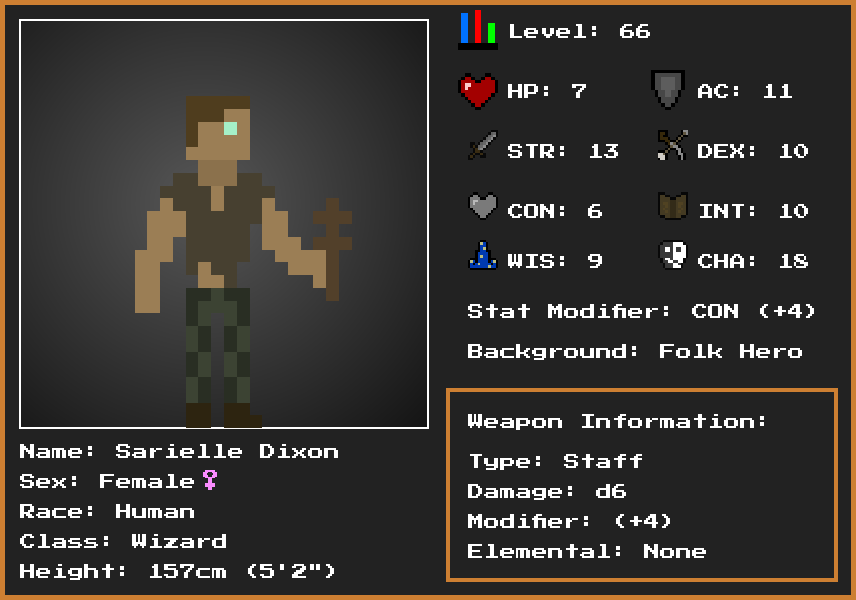 Level: 66
HP: 7
AC: 11
STR: 13
DEX: 10
CON: 6
INT: 10
WIS: 9
CHA: 18
Stat Modifier: CON (+4)
Background: Folk Hero
Weapon Information:
Type: Staff
Damage: d6
Modifier: (+4)
Elemental: None
Name: Sarielle Dixon
Sex: Female♀
Race: Human
Class: Wizard
Height: 157cm (5'2")